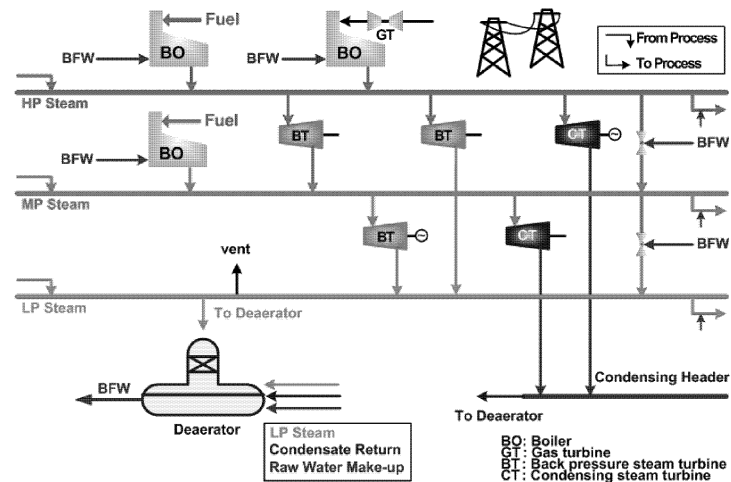 Fuel
GT
BFW
BO
BO
From Process
To Process
HP Steam
Fuel
BT
BT
CT
BFW
BFW
BO
MP Steam
BT
CT
BFW
vent
LP Steam
To Deaerator
BFW
Condensing Header
Deaerator
To Deaerator
LP Steam
Condensate Return
Raw Water Make-up
BO: Boiler
GT: Gas turbine
BT: Back pressure steam turbine
CT: Condensing steam turbine